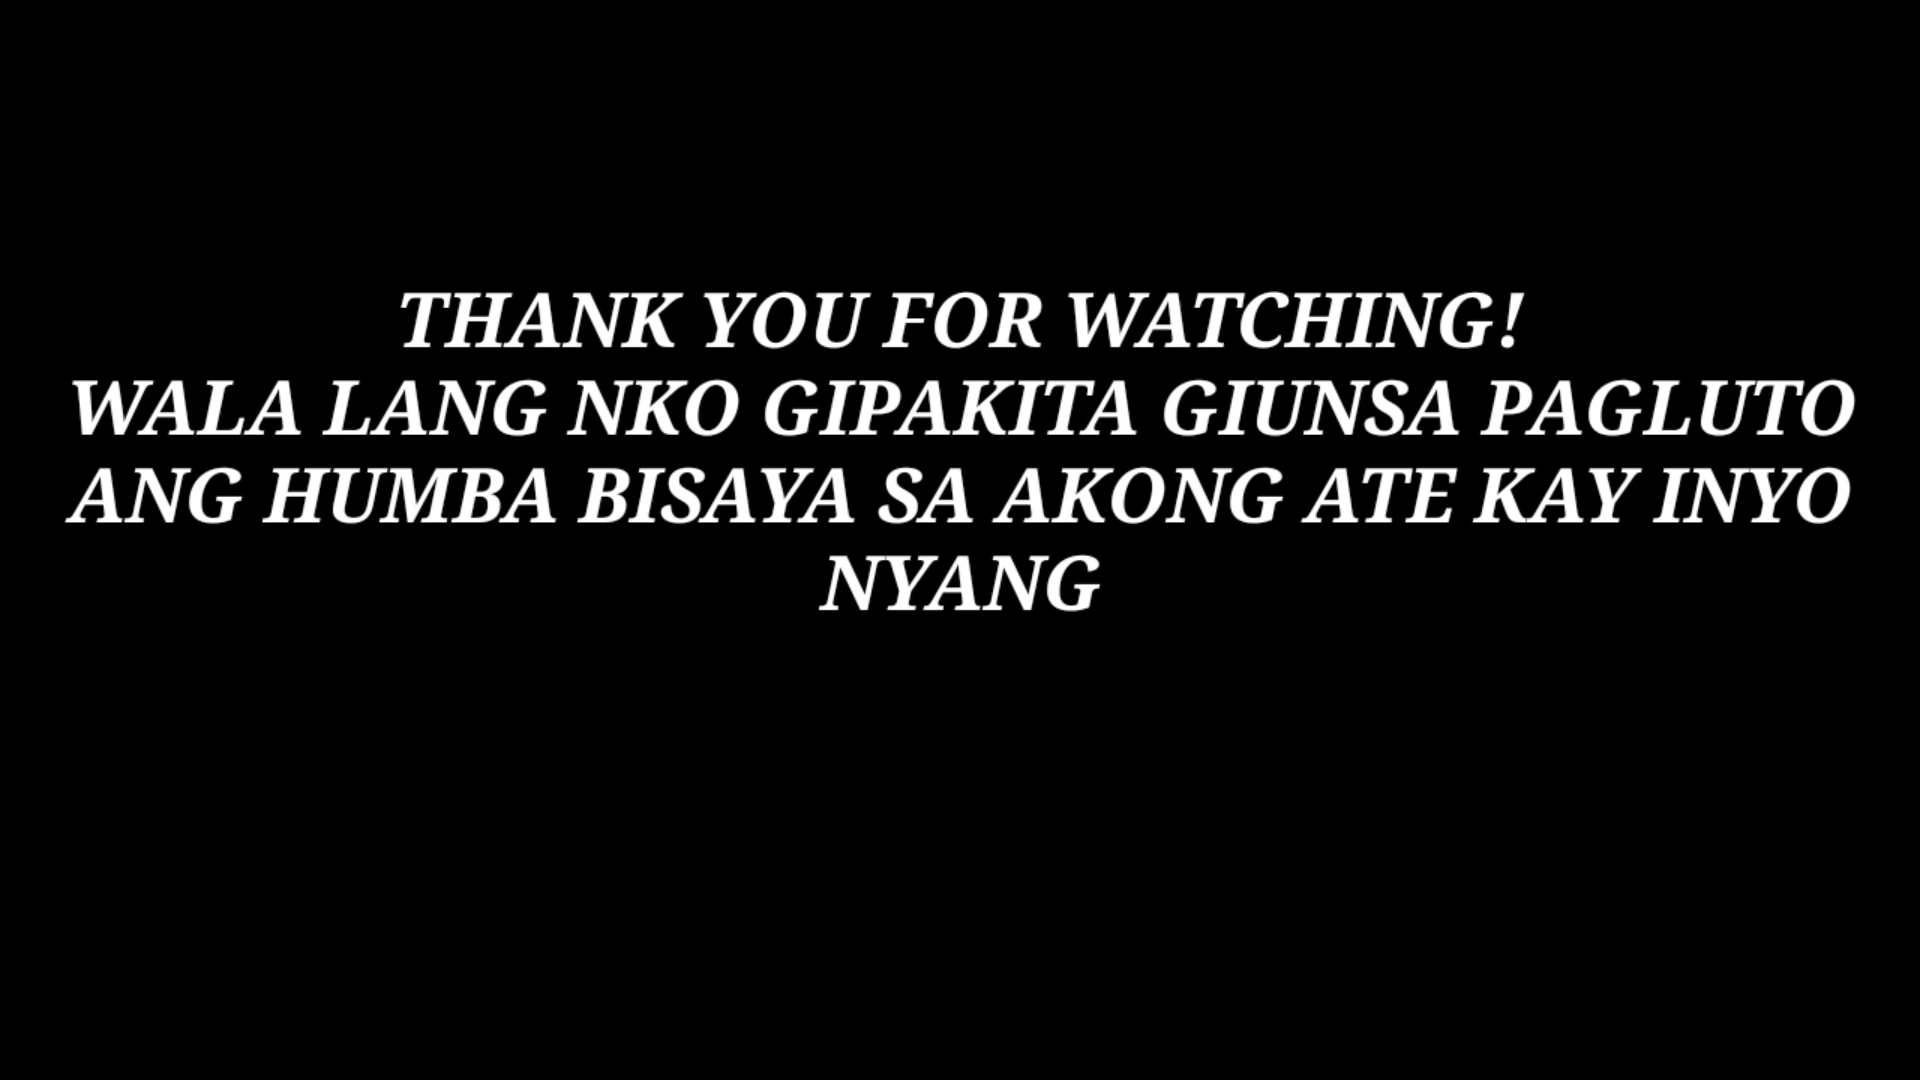 THANK YOU FOR WATCHING!
WALA LANG NKO GIPAKITA GIUNSA PAGLUTO
ANG HUMBA BISAYA SA AKONG ATE KAY INYO
NYANG